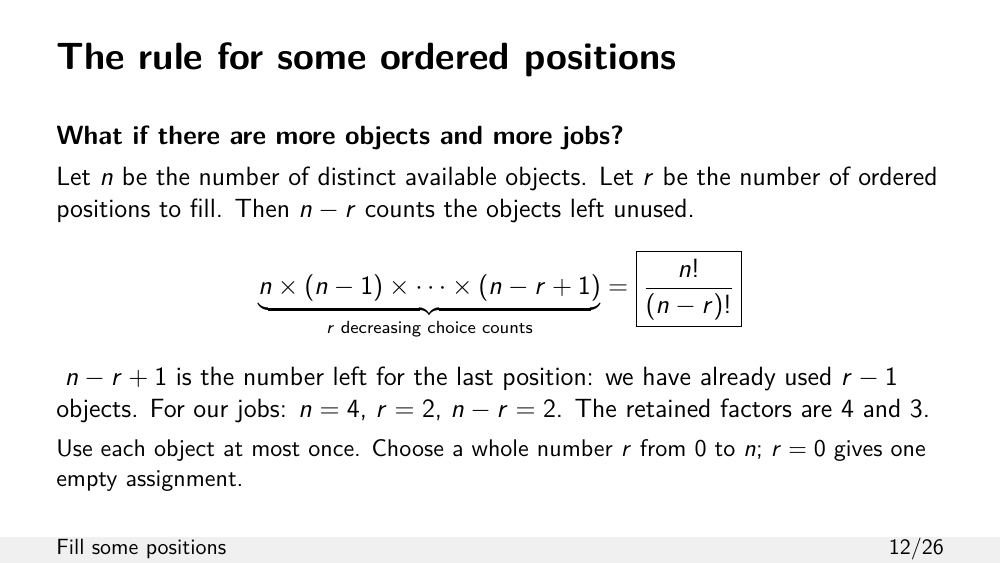 The rule for some ordered positions
What if there are more objects and more jobs?
Let n be the number of distinct available objects. Let r be the number of ordered
positions to fill. Then n − r counts the objects left unused.
n × (n − 1) × ⋯ × (n − r + 1) = n! / (n − r)!
r decreasing choice counts
n − r + 1 is the number left for the last position: we have already used r − 1
objects. For our jobs: n = 4, r = 2, n − r = 2. The retained factors are 4 and 3.
Use each object at most once. Choose a whole number r from 0 to n; r = 0 gives one
empty assignment.
Fill some positions 12/26